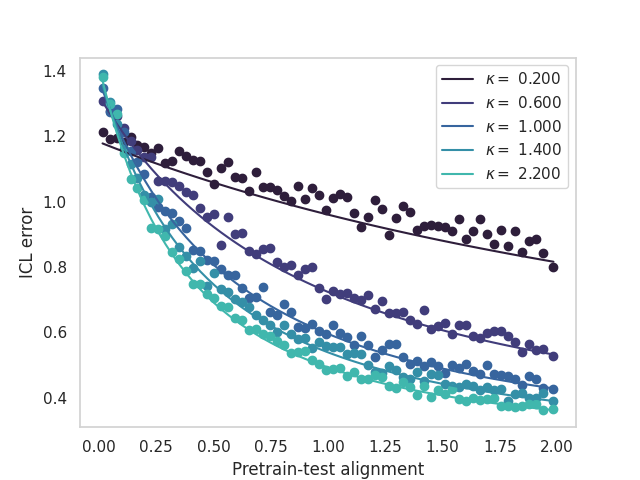 1.4
1.2
1.0
0.8
0.6
0.4
ICL error
κ = 0.200
κ = 0.600
κ = 1.000
κ = 1.400
κ = 2.200
0.00 0.25 0.50 0.75 1.00 1.25 1.50 1.75 2.00
Pretrain-test alignment